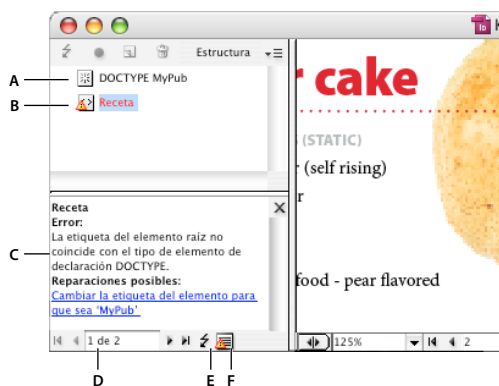 Estructura
A
DOCTYPE MyPub
B
Receta
cake
(STATIC)
(self rising)
Receta
Error:
La etiqueta del elemento raíz no
coincide con el tipo de elemento de
declaración DOCTYPE.
Reparaciones posibles:
Cambiar la etiqueta del elemento para
que sea 'MyPub'
C
food - pear flavored
1 de 2
125%
2
D
E
F